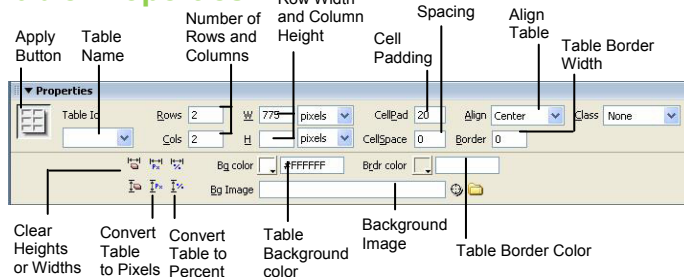 Row Width
Number of
Rows and
Columns
and Column
Height
Spacing
Apply
Button
Table
Name
Cell
Padding
Align
Table
Table Border
Width
Properties
Table Id
Rows 2
W 775 pixels
CellPad 20
Align Center
Class None
Cols 2
H
pixels
CellSpace 0
Border 0
Bg color #FFFFFF
Brdr color
Bg Image
Clear
Heights
or Widths
Convert
Table
to Pixels
Convert
Table to
Percent
Table
Background
color
Background
Image
Table Border Color